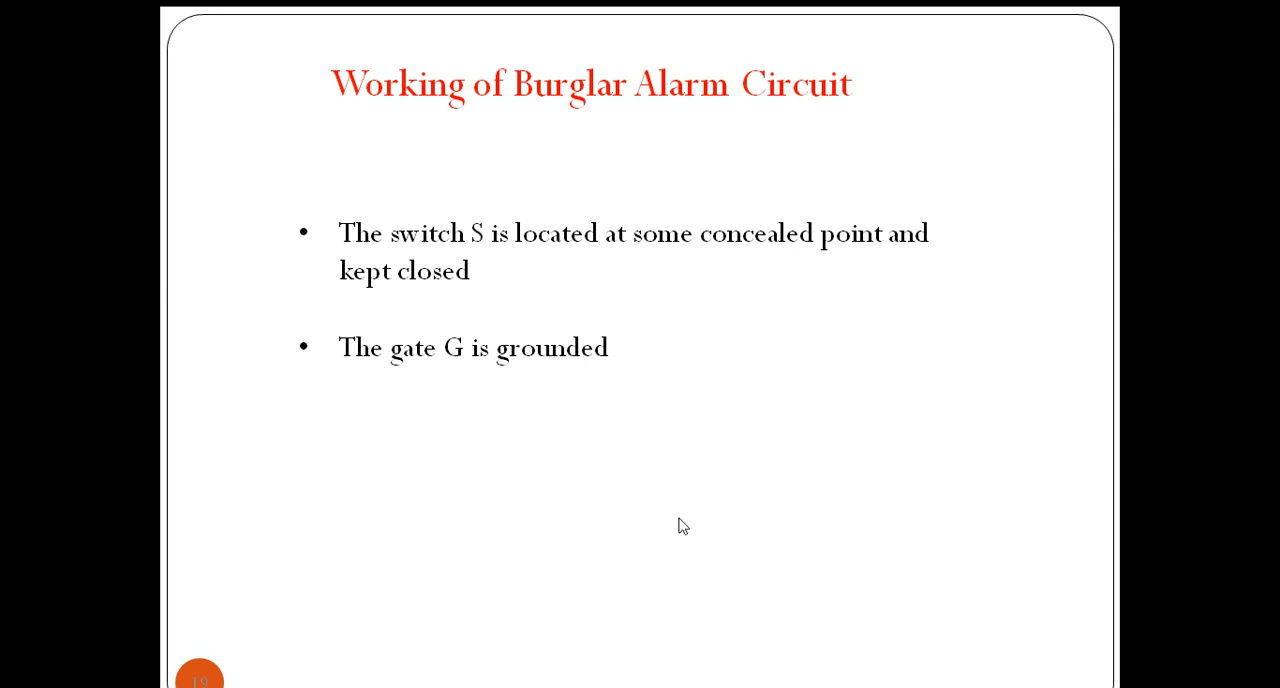 Working of Burglar Alarm Circuit
• The switch S is located at some concealed point and
kept closed
• The gate G is grounded
19